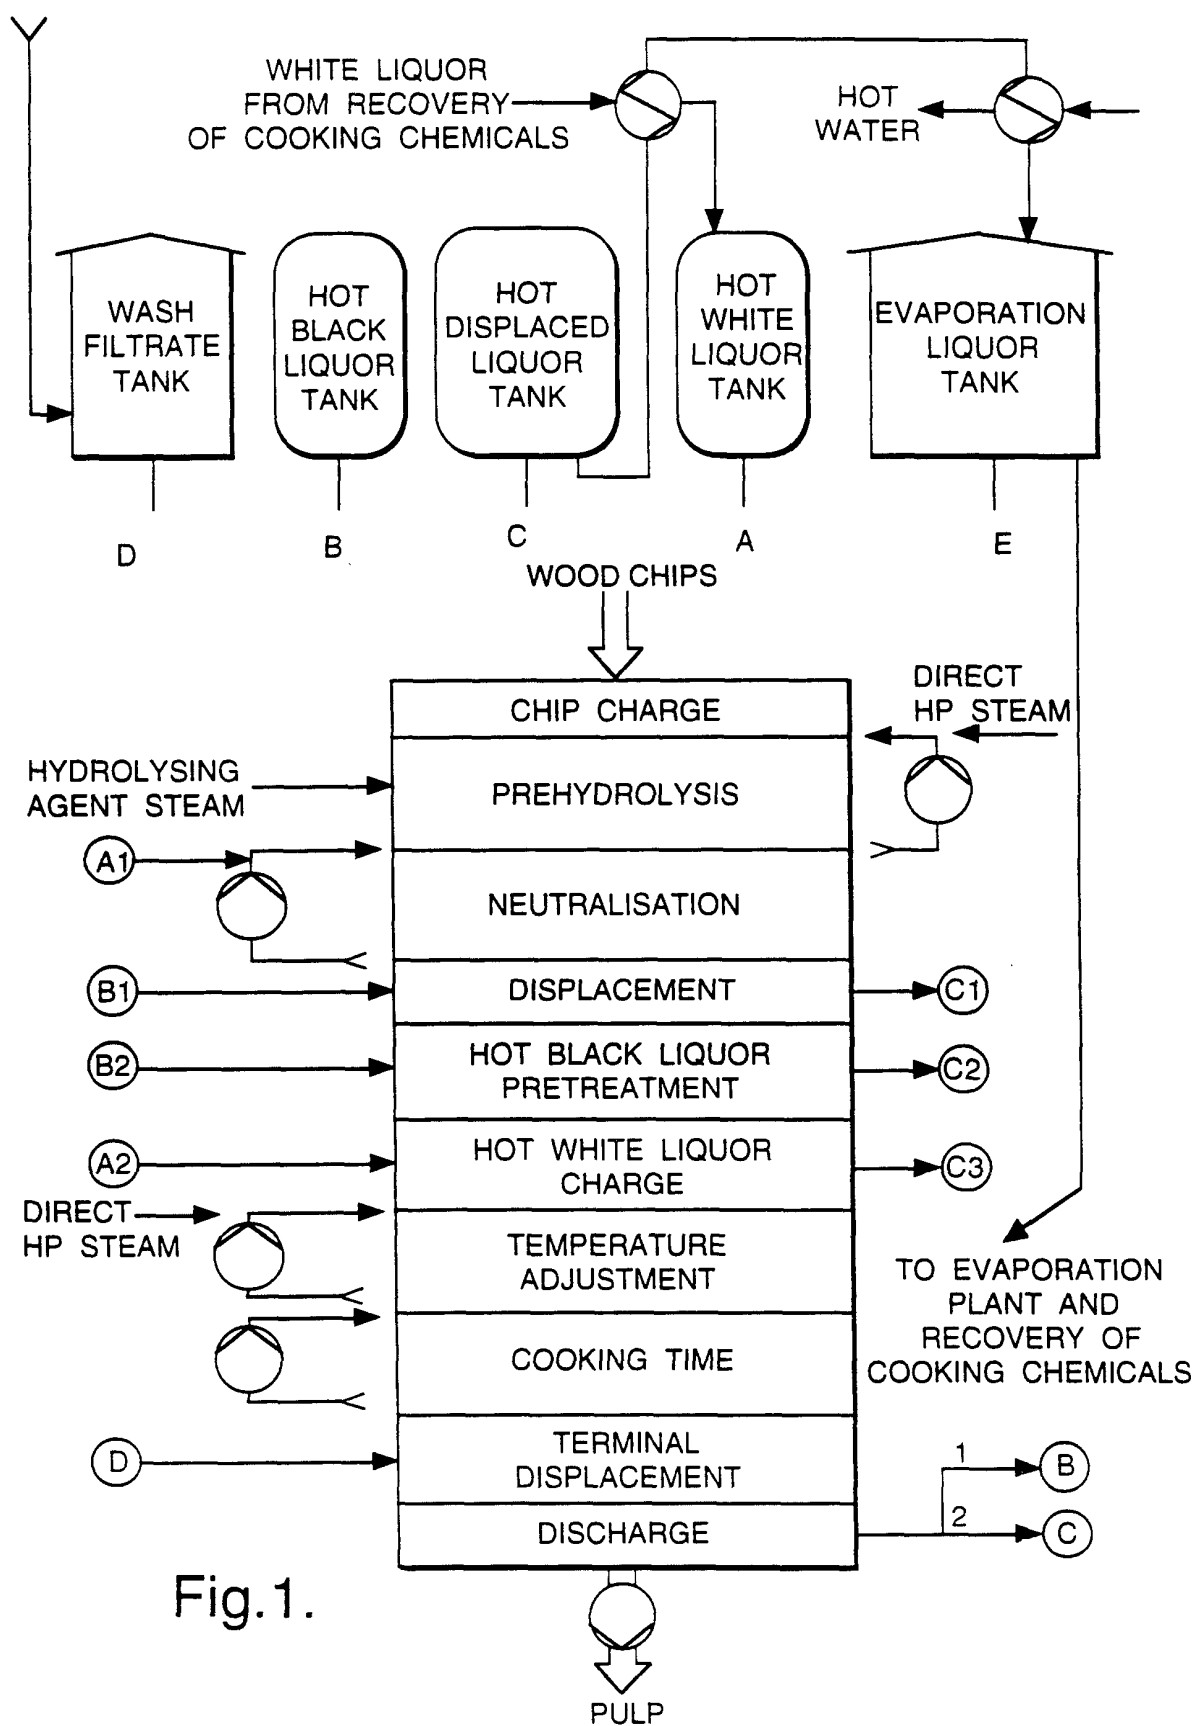 WHITE LIQUOR
FROM RECOVERY
OF COOKING CHEMICALS
HOT
WATER
WASH
FILTRATE
TANK
HOT
BLACK
LIQUOR
TANK
HOT
DISPLACED
LIQUOR
TANK
HOT
WHITE
LIQUOR
TANK
EVAPORATION
LIQUOR
TANK
D
B
C
A
E
WOOD CHIPS
CHIP CHARGE
DIRECT
HP STEAM
HYDROLYSING
AGENT STEAM
PREHYDROLYSIS
A1
NEUTRALISATION
B1
DISPLACEMENT
C1
B2
HOT BLACK LIQUOR
PRETREATMENT
C2
A2
HOT WHITE LIQUOR
CHARGE
C3
DIRECT
HP STEAM
TEMPERATURE
ADJUSTMENT
TO EVAPORATION
PLANT AND
RECOVERY OF
COOKING CHEMICALS
COOKING TIME
D
TERMINAL
DISPLACEMENT
1
B
DISCHARGE
2
C
Fig.1.
PULP